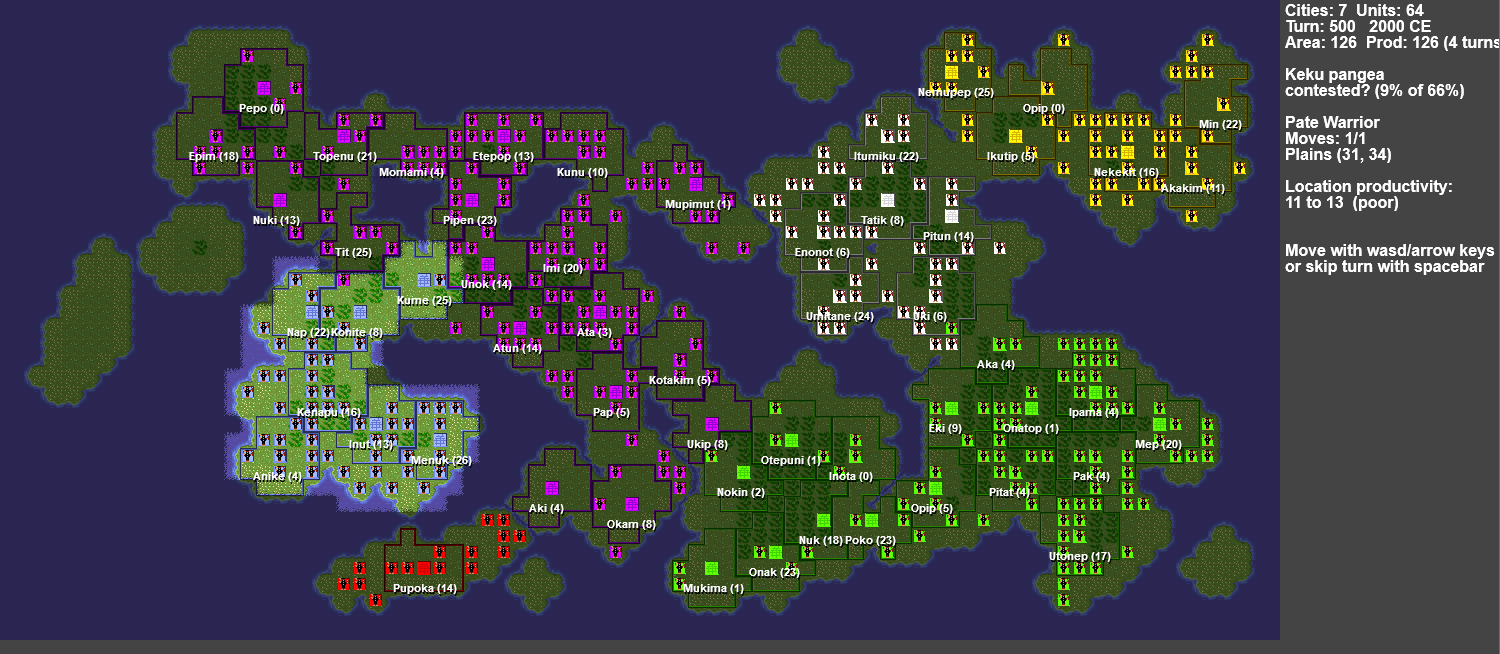 Cities: 7 Units: 64
Turn: 500 2000 CE
Area: 126 Prod: 126 (4 turns
Keku pangea
contested? (9% of 66%)
Pate Warrior
Moves: 1/1
Plains (31, 34)
Location productivity:
11 to 13 (poor)
Move with wasd/arrow keys
or skip turn with spacebar
Nemupep (25)
Pepo (0)
Opip (0)
Min (22)
Epim (18)
Topenu (21)
Etepop (13)
Itumiku (22)
Ikutip (5)
Momami (4)
Kunu (10)
Nekekit (16)
Akakim (11)
Mupimut (1)
Nuki (13)
Pipen (23)
Tatik (8)
Pitun (14)
Tit (25)
Enonot (6)
Imi (20)
Unok (14)
Kume (25)
Umitane (24)
Uki (6)
Nap (22)
Konite (8)
Ata (3)
Atun (14)
Aka (4)
Kotakim (5)
Kenapu (16)
Pap (5)
Ipama (4)
Eki (9)
Onatop (1)
Inut (13)
Ukip (8)
Mep (20)
Menuk (26)
Otepuni (1)
Anike (4)
Inota (0)
Pak (4)
Nokin (2)
Pitat (4)
Aki (4)
Opip (5)
Okam (8)
Nuk (18)
Poko (23)
Utonep (17)
Onak (23)
Pupoka (14)
Mukima (1)